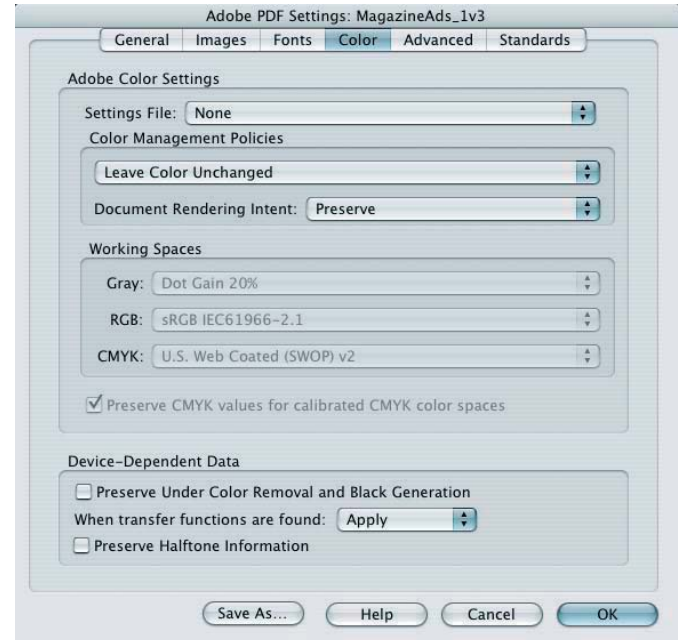 Adobe PDF Settings: MagazineAds_1v3
General Images Fonts Color Advanced Standards
Adobe Color Settings
Settings File: None
Color Management Policies
Leave Color Unchanged
Document Rendering Intent: Preserve
Working Spaces
Gray: Dot Gain 20%
RGB: sRGB IEC61966-2.1
CMYK: U.S. Web Coated (SWOP) v2
Preserve CMYK values for calibrated CMYK color spaces
Device-Dependent Data
Preserve Under Color Removal and Black Generation
When transfer functions are found: Apply
Preserve Halftone Information
Save As... Help Cancel OK